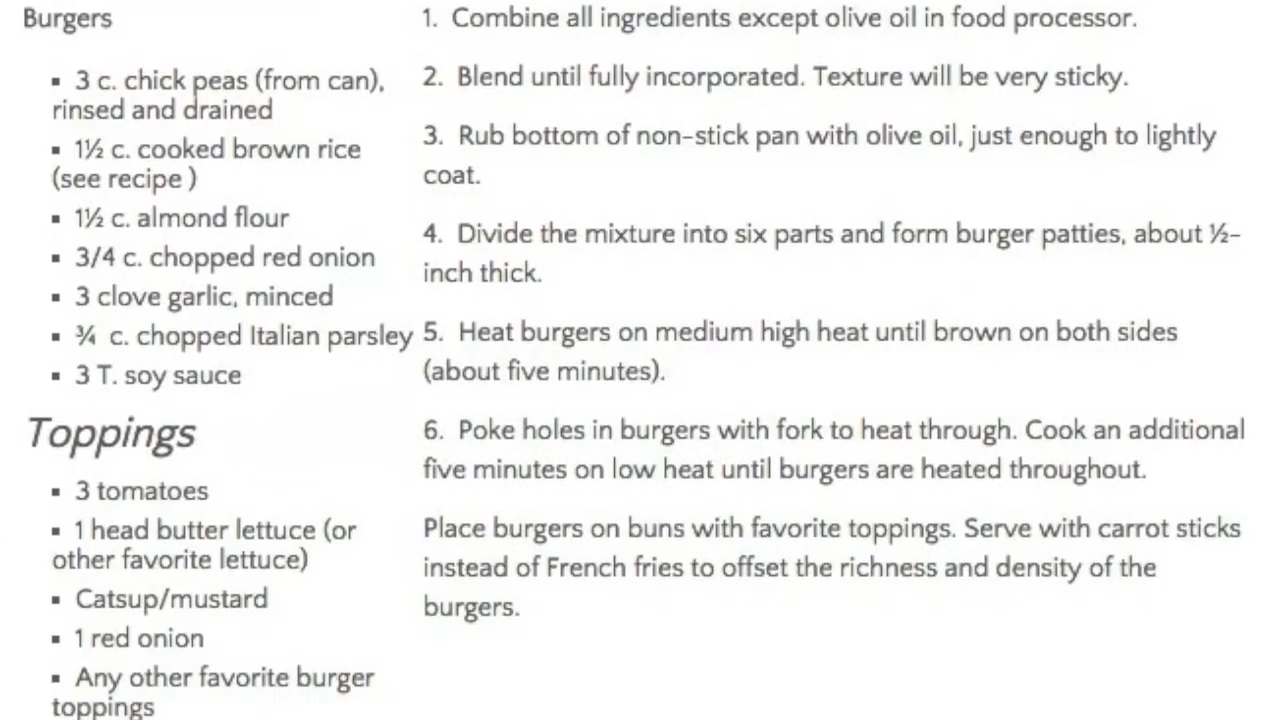 Burgers
▪ 3 c. chick peas (from can),
rinsed and drained
▪ 1½ c. cooked brown rice
(see recipe )
▪ 1½ c. almond flour
▪ 3/4 c. chopped red onion
▪ 3 clove garlic, minced
▪ ¾ c. chopped Italian parsley
▪ 3 T. soy sauce
Toppings
▪ 3 tomatoes
▪ 1 head butter lettuce (or
other favorite lettuce)
▪ Catsup/mustard
▪ 1 red onion
▪ Any other favorite burger
toppings
1. Combine all ingredients except olive oil in food processor.
2. Blend until fully incorporated. Texture will be very sticky.
3. Rub bottom of non-stick pan with olive oil, just enough to lightly
coat.
4. Divide the mixture into six parts and form burger patties, about ½-
inch thick.
5. Heat burgers on medium high heat until brown on both sides
(about five minutes).
6. Poke holes in burgers with fork to heat through. Cook an additional
five minutes on low heat until burgers are heated throughout.
Place burgers on buns with favorite toppings. Serve with carrot sticks
instead of French fries to offset the richness and density of the
burgers.